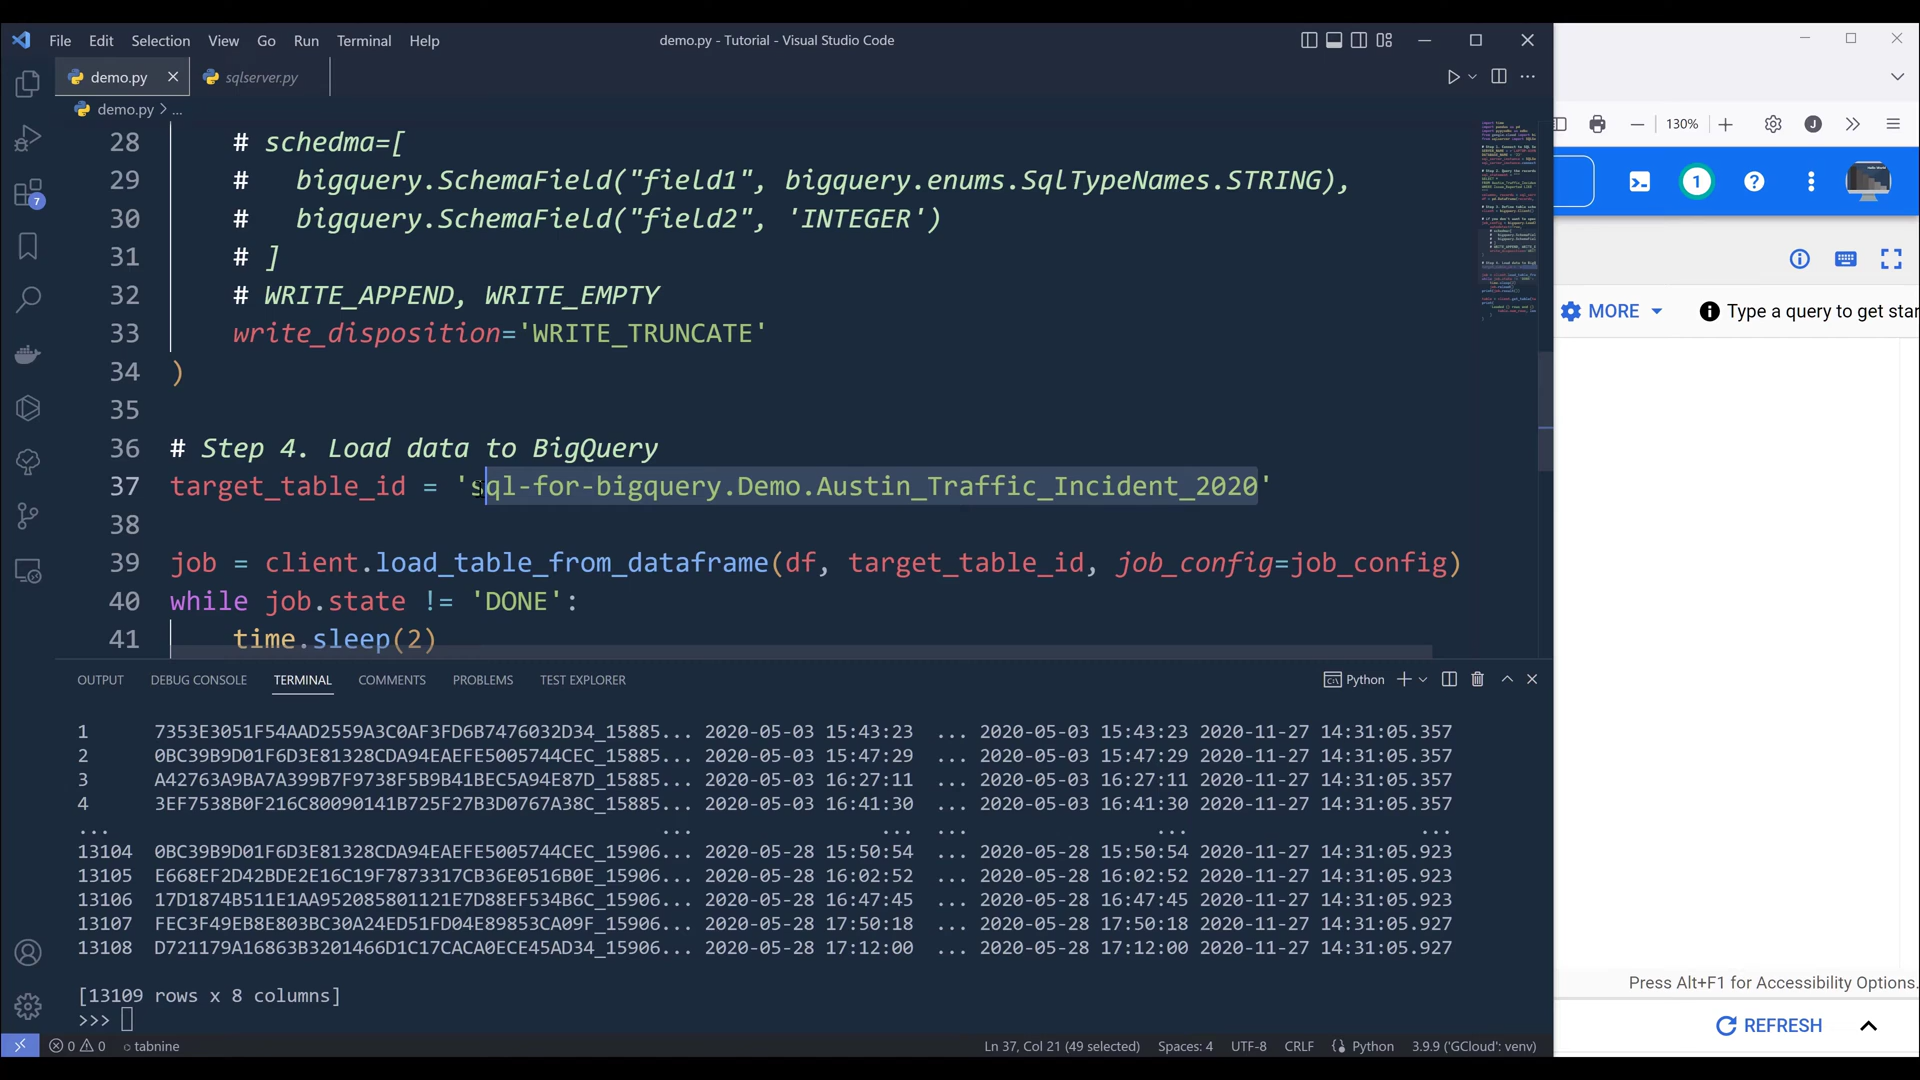 File Edit Selection View Go Run Terminal Help
demo.py - Tutorial - Visual Studio Code
demo.py sqlserver.py
demo.py > ...
28 # schedma=[
29 # bigquery.SchemaField("field1", bigquery.enums.SqlTypeNames.STRING),
30 # bigquery.SchemaField("field2", 'INTEGER')
31 # ]
32 # WRITE_APPEND, WRITE_EMPTY
33 write_disposition='WRITE_TRUNCATE'
34 )
35
36 # Step 4. Load data to BigQuery
37 target_table_id = 'sql-for-bigquery.Demo.Austin_Traffic_Incident_2020'
38
39 job = client.load_table_from_dataframe(df, target_table_id, job_config=job_config)
40 while job.state != 'DONE':
41 time.sleep(2)
7
OUTPUT DEBUG CONSOLE TERMINAL COMMENTS PROBLEMS TEST EXPLORER
Python
1 7353E3051F54AAD2559A3C0AF3FD6B7476032D34_15885... 2020-05-03 15:43:23 ... 2020-05-03 15:43:23 2020-11-27 14:31:05.357
2 0BC39B9D01F6D3E81328CDA94EAEFE5005744CEC_15885... 2020-05-03 15:47:29 ... 2020-05-03 15:47:29 2020-11-27 14:31:05.357
3 A42763A9BA7A399B7F9738F5B9B41BEC5A94E87D_15885... 2020-05-03 16:27:11 ... 2020-05-03 16:27:11 2020-11-27 14:31:05.357
4 3EF7538B0F216C80090141B725F27B3D0767A38C_15885... 2020-05-03 16:41:30 ... 2020-05-03 16:41:30 2020-11-27 14:31:05.357
... ... ... ... ... ...
13104 0BC39B9D01F6D3E81328CDA94EAEFE5005744CEC_15906... 2020-05-28 15:50:54 ... 2020-05-28 15:50:54 2020-11-27 14:31:05.923
13105 E668EF2D42BDE2E16C19F7873317CB36E0516B0E_15906... 2020-05-28 16:02:52 ... 2020-05-28 16:02:52 2020-11-27 14:31:05.923
13106 17D1874B511E1AA952085801121E7D88EF534B6C_15906... 2020-05-28 16:47:45 ... 2020-05-28 16:47:45 2020-11-27 14:31:05.923
13107 FEC3F49EB8E803BC30A24ED51FD04E89853CA09F_15906... 2020-05-28 17:50:18 ... 2020-05-28 17:50:18 2020-11-27 14:31:05.927
13108 D721179A16863B3201466D1C17CACA0ECE45AD34_15906... 2020-05-28 17:12:00 ... 2020-05-28 17:12:00 2020-11-27 14:31:05.927
[13109 rows x 8 columns]
>>>
0 0 tabnine
Ln 37, Col 21 (49 selected) Spaces: 4 UTF-8 CRLF Python 3.9.9 ('GCloud': venv)
130%
J
1
MORE
Type a query to get star
Press Alt+F1 for Accessibility Options.
REFRESH